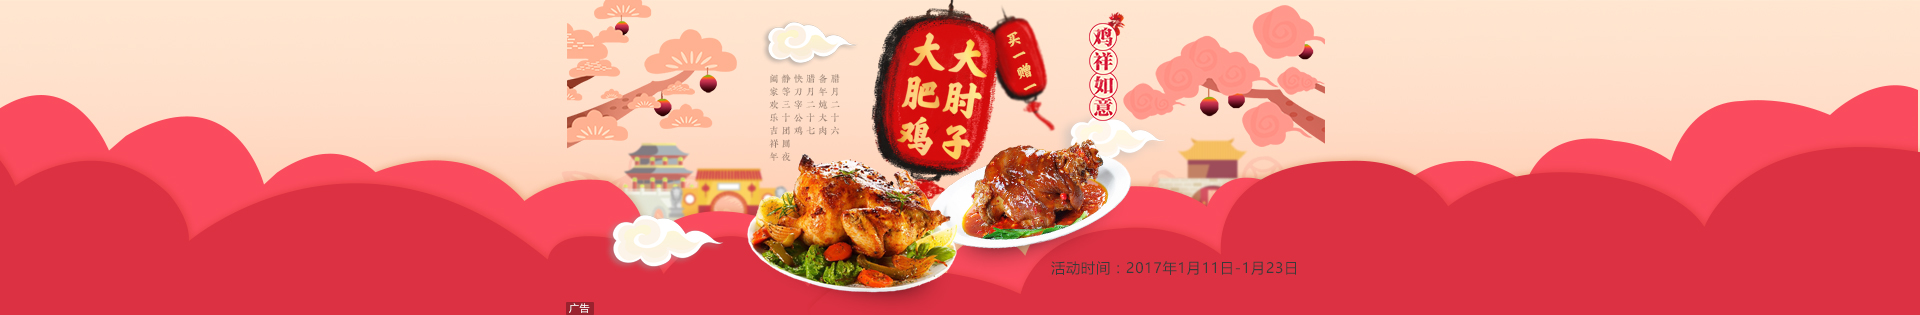 大肘子
大肥鸡
买一赠一
鸡祥如意
腊月二十六
备年炖大肉
腊月二十七
快刀宰公鸡
静等三十团圆夜
阖家欢乐吉祥年
活动时间：2017年1月11日-1月23日
广告